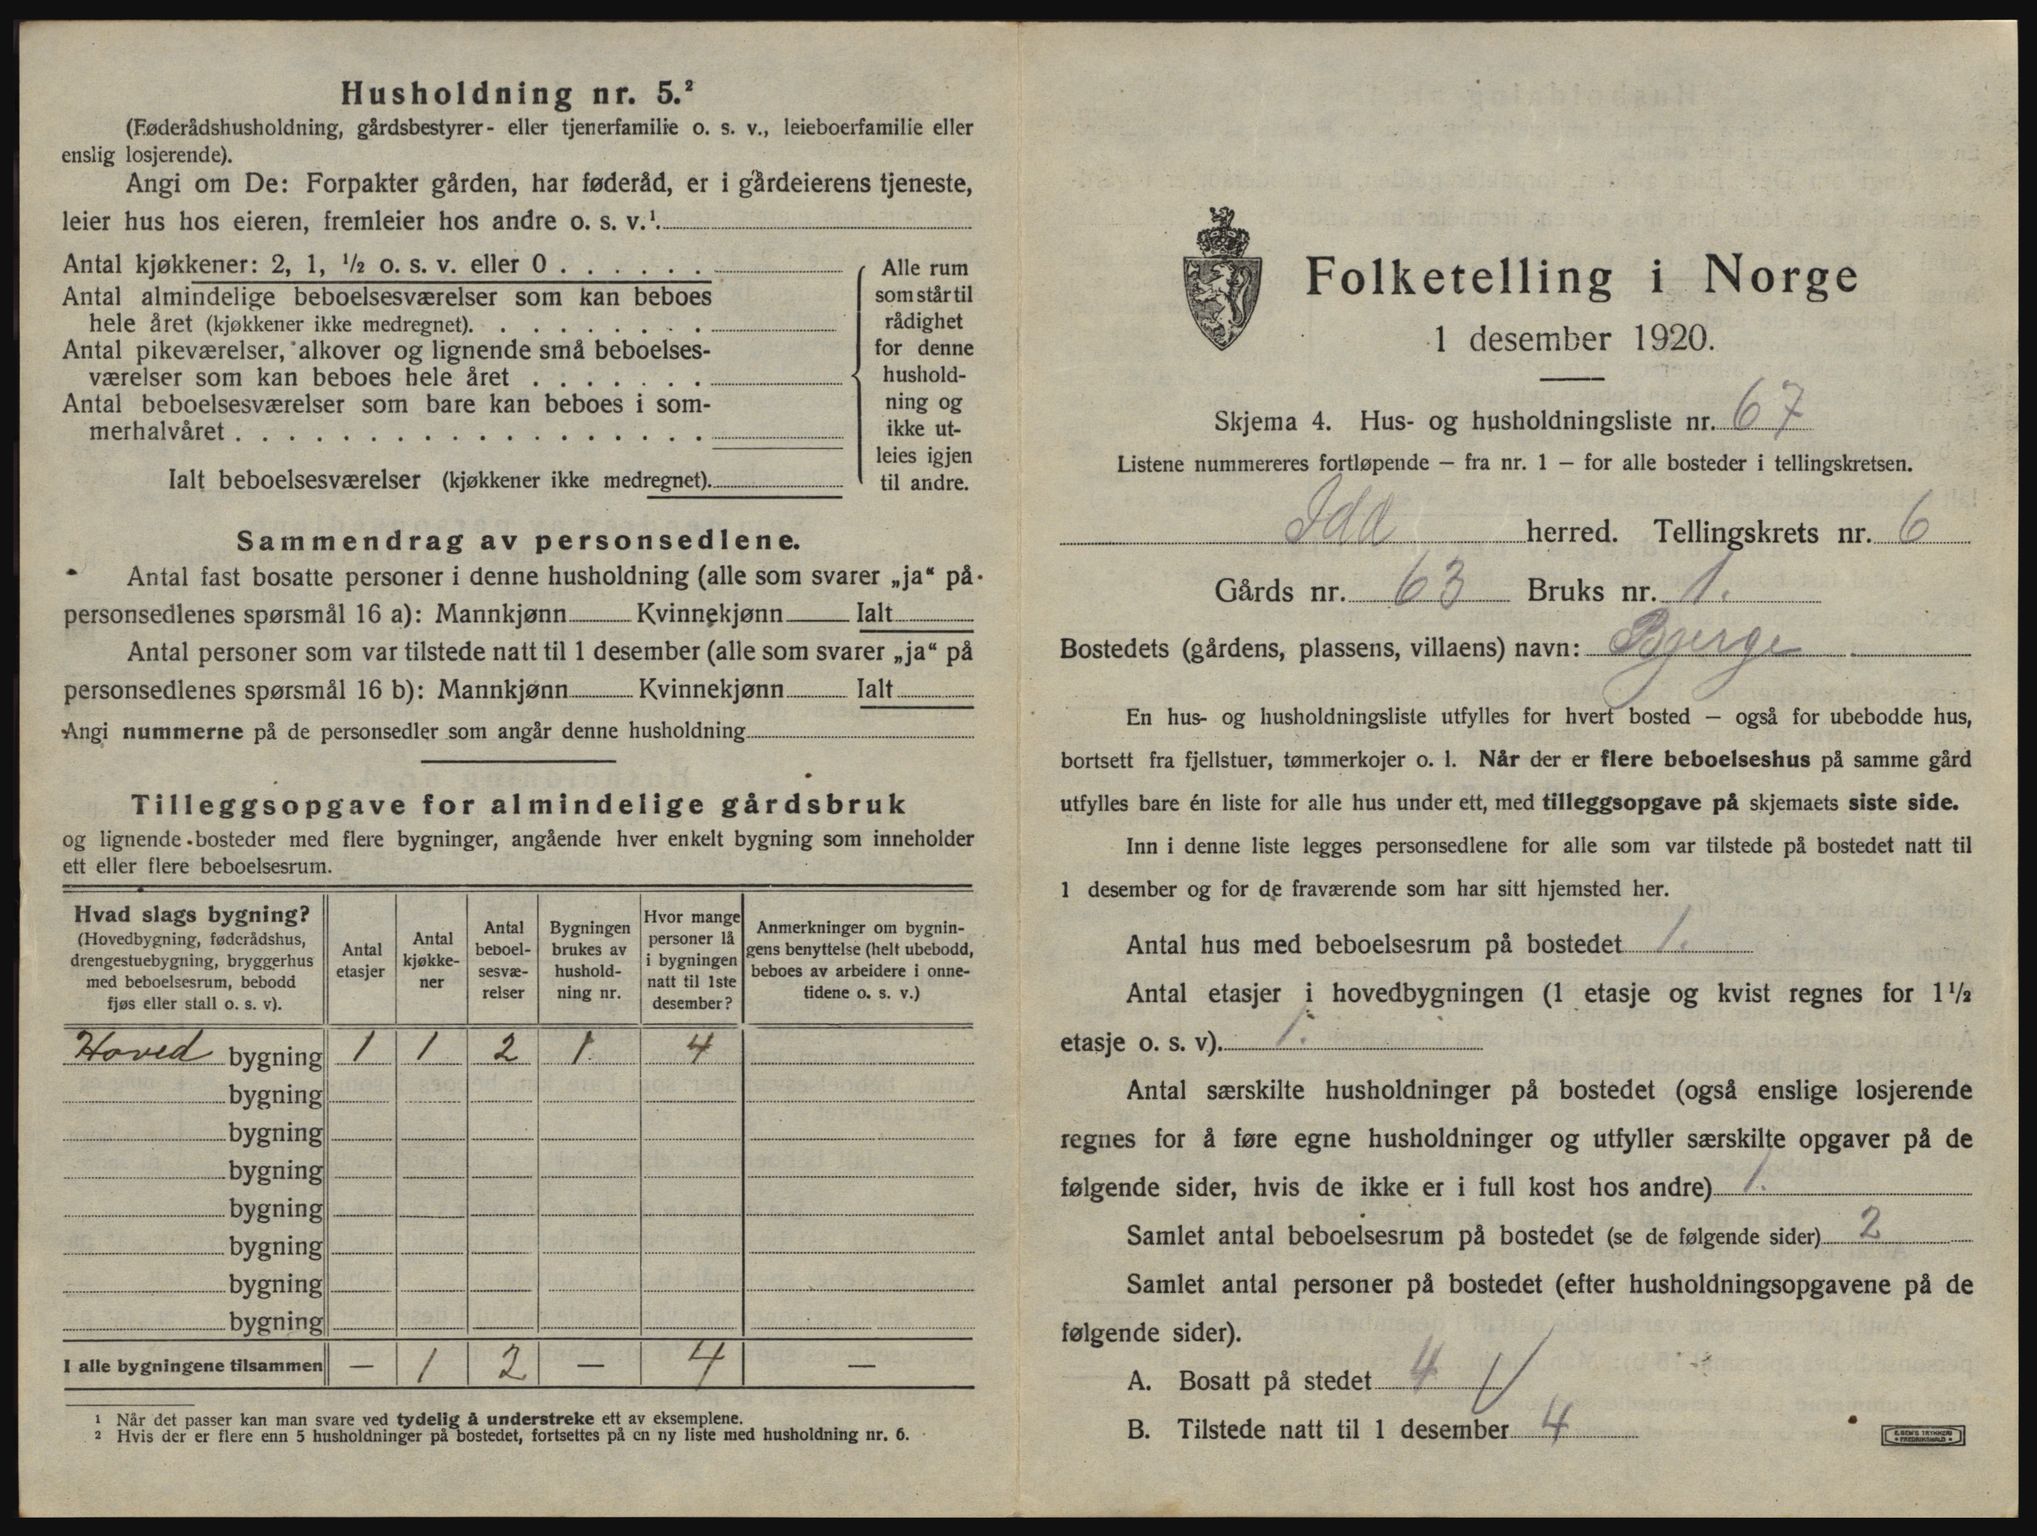 Husholdning nr. 5.²
(Føderådshusholdning, gårdsbestyrer- eller tjenerfamilie o. s. v., leieboerfamilie eller
enslig losjerende).
Angi om De: Forpakter gården, har føderåd, er i gårdeierens tjeneste,
leier hus hos eieren, fremleier hos andre o. s. v.¹
Antal kjøkkener: 2, 1, ½ o. s. v. eller 0
Antal almindelige beboelsesværelser som kan beboes
hele året (kjøkkener ikke medregnet).
Antal pikeværelser, alkover og lignende små beboelses-
værelser som kan beboes hele året
Antal beboelsesværelser som bare kan beboes i som-
merhalvåret
Ialt beboelsesværelser (kjøkkener ikke medregnet).
Alle rum
som står til
rådighet
for denne
hushold-
ning og
ikke ut-
leies igjen
til andre.
Sammendrag av personsedlene.
Antal fast bosatte personer i denne husholdning (alle som svarer „ja“ på
personsedlenes spørsmål 16 a): Mannkjønn Kvinnekjønn Ialt
Antal personer som var tilstede natt til 1 desember (alle som svarer „ja“ på
personsedlenes spørsmål 16 b): Mannkjønn Kvinnekjønn Ialt
Angi nummerne på de personsedler som angår denne husholdning
Tilleggsopgave for almindelige gårdsbruk
og lignende bosteder med flere bygninger, angående hver enkelt bygning som inneholder
ett eller flere beboelsesrum.
Hvad slags bygning?
(Hovedbygning, føderådshus,
drengestuebygning, bryggerhus
med beboelsesrum, bebodd
fjøs eller stall o. s. v).
Antal
etasjer
Antal
kjøkke-
ner
Antal
beboel-
sesvæ-
relser
Bygningen
brukes av
hushold-
ning nr.
Hvor mange
personer lå
i bygningen
natt til 1ste
desember?
Anmerkninger om bygnin-
gens benyttelse (helt ubebodd,
beboes av arbeidere i onne-
tidene o. s. v.)
Hoved bygning 1 1 2 1. 4
bygning
bygning
bygning
bygning
bygning
bygning
bygning
I alle bygningene tilsammen — 1 2 — 4 —
¹ Når det passer kan man svare ved tydelig å understreke ett av eksemplene.
² Hvis der er flere enn 5 husholdninger på bostedet, fortsettes på en ny liste med husholdning nr. 6.
Folketelling i Norge
1 desember 1920.
Skjema 4. Hus- og husholdningsliste nr. 67
Listene nummereres fortløpende – fra nr. 1 – for alle bosteder i tellingskretsen.
Idd herred. Tellingskrets nr. 6
Gårds nr. 63 Bruks nr. 1.
Bostedets (gårdens, plassens, villaens) navn: Bjerge
En hus- og husholdningsliste utfylles for hvert bosted – også for ubebodde hus,
bortsett fra fjellstuer, tømmerkojer o. l. Når der er flere beboelseshus på samme gård
utfylles bare én liste for alle hus under ett, med tilleggsopgave på skjemaets siste side.
Inn i denne liste legges personsedlene for alle som var tilstede på bostedet natt til
1 desember og for de fraværende som har sitt hjemsted her.
Antal hus med beboelsesrum på bostedet 1.
Antal etasjer i hovedbygningen (1 etasje og kvist regnes for 1½
etasje o. s. v). 1.
Antal særskilte husholdninger på bostedet (også enslige losjerende
regnes for å føre egne husholdninger og utfyller særskilte opgaver på de
følgende sider, hvis de ikke er i full kost hos andre) 1.
Samlet antal beboelsesrum på bostedet (se de følgende sider) 2
Samlet antal personer på bostedet (efter husholdningsopgavene på de
følgende sider).
A. Bosatt på stedet 4
B. Tilstede natt til 1 desember 4